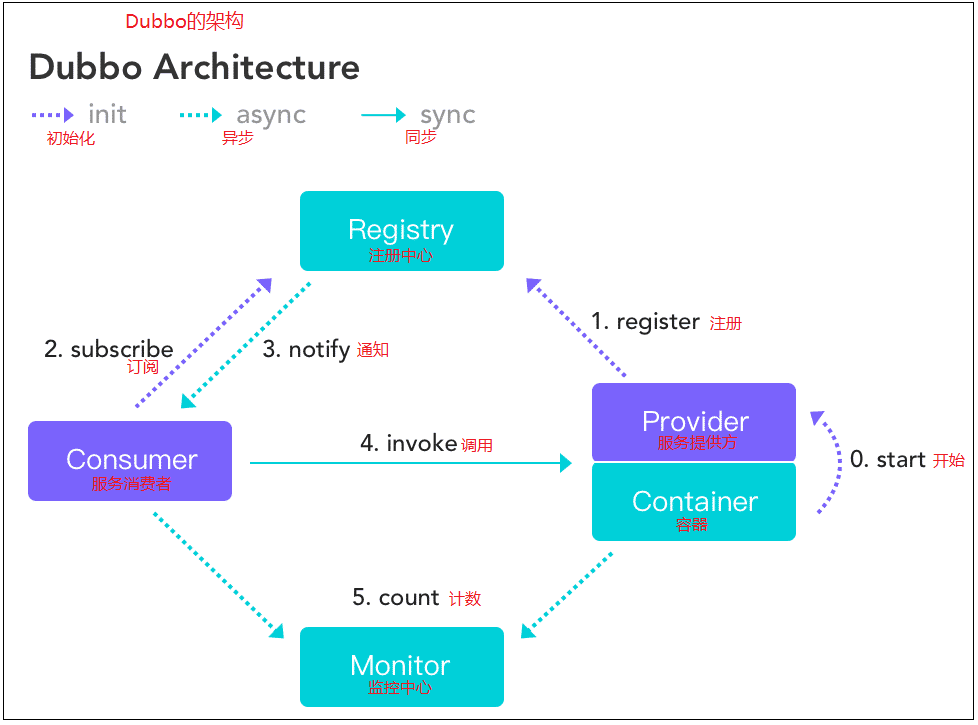 Dubbo的架构
Dubbo Architecture
init
async
sync
初始化
异步
同步
Registry
注册中心
1. register 注册
2. subscribe
订阅
3. notify 通知
Provider
服务提供方
4. invoke 调用
Consumer
服务消费者
0. start 开始
Container
容器
5. count 计数
Monitor
监控中心